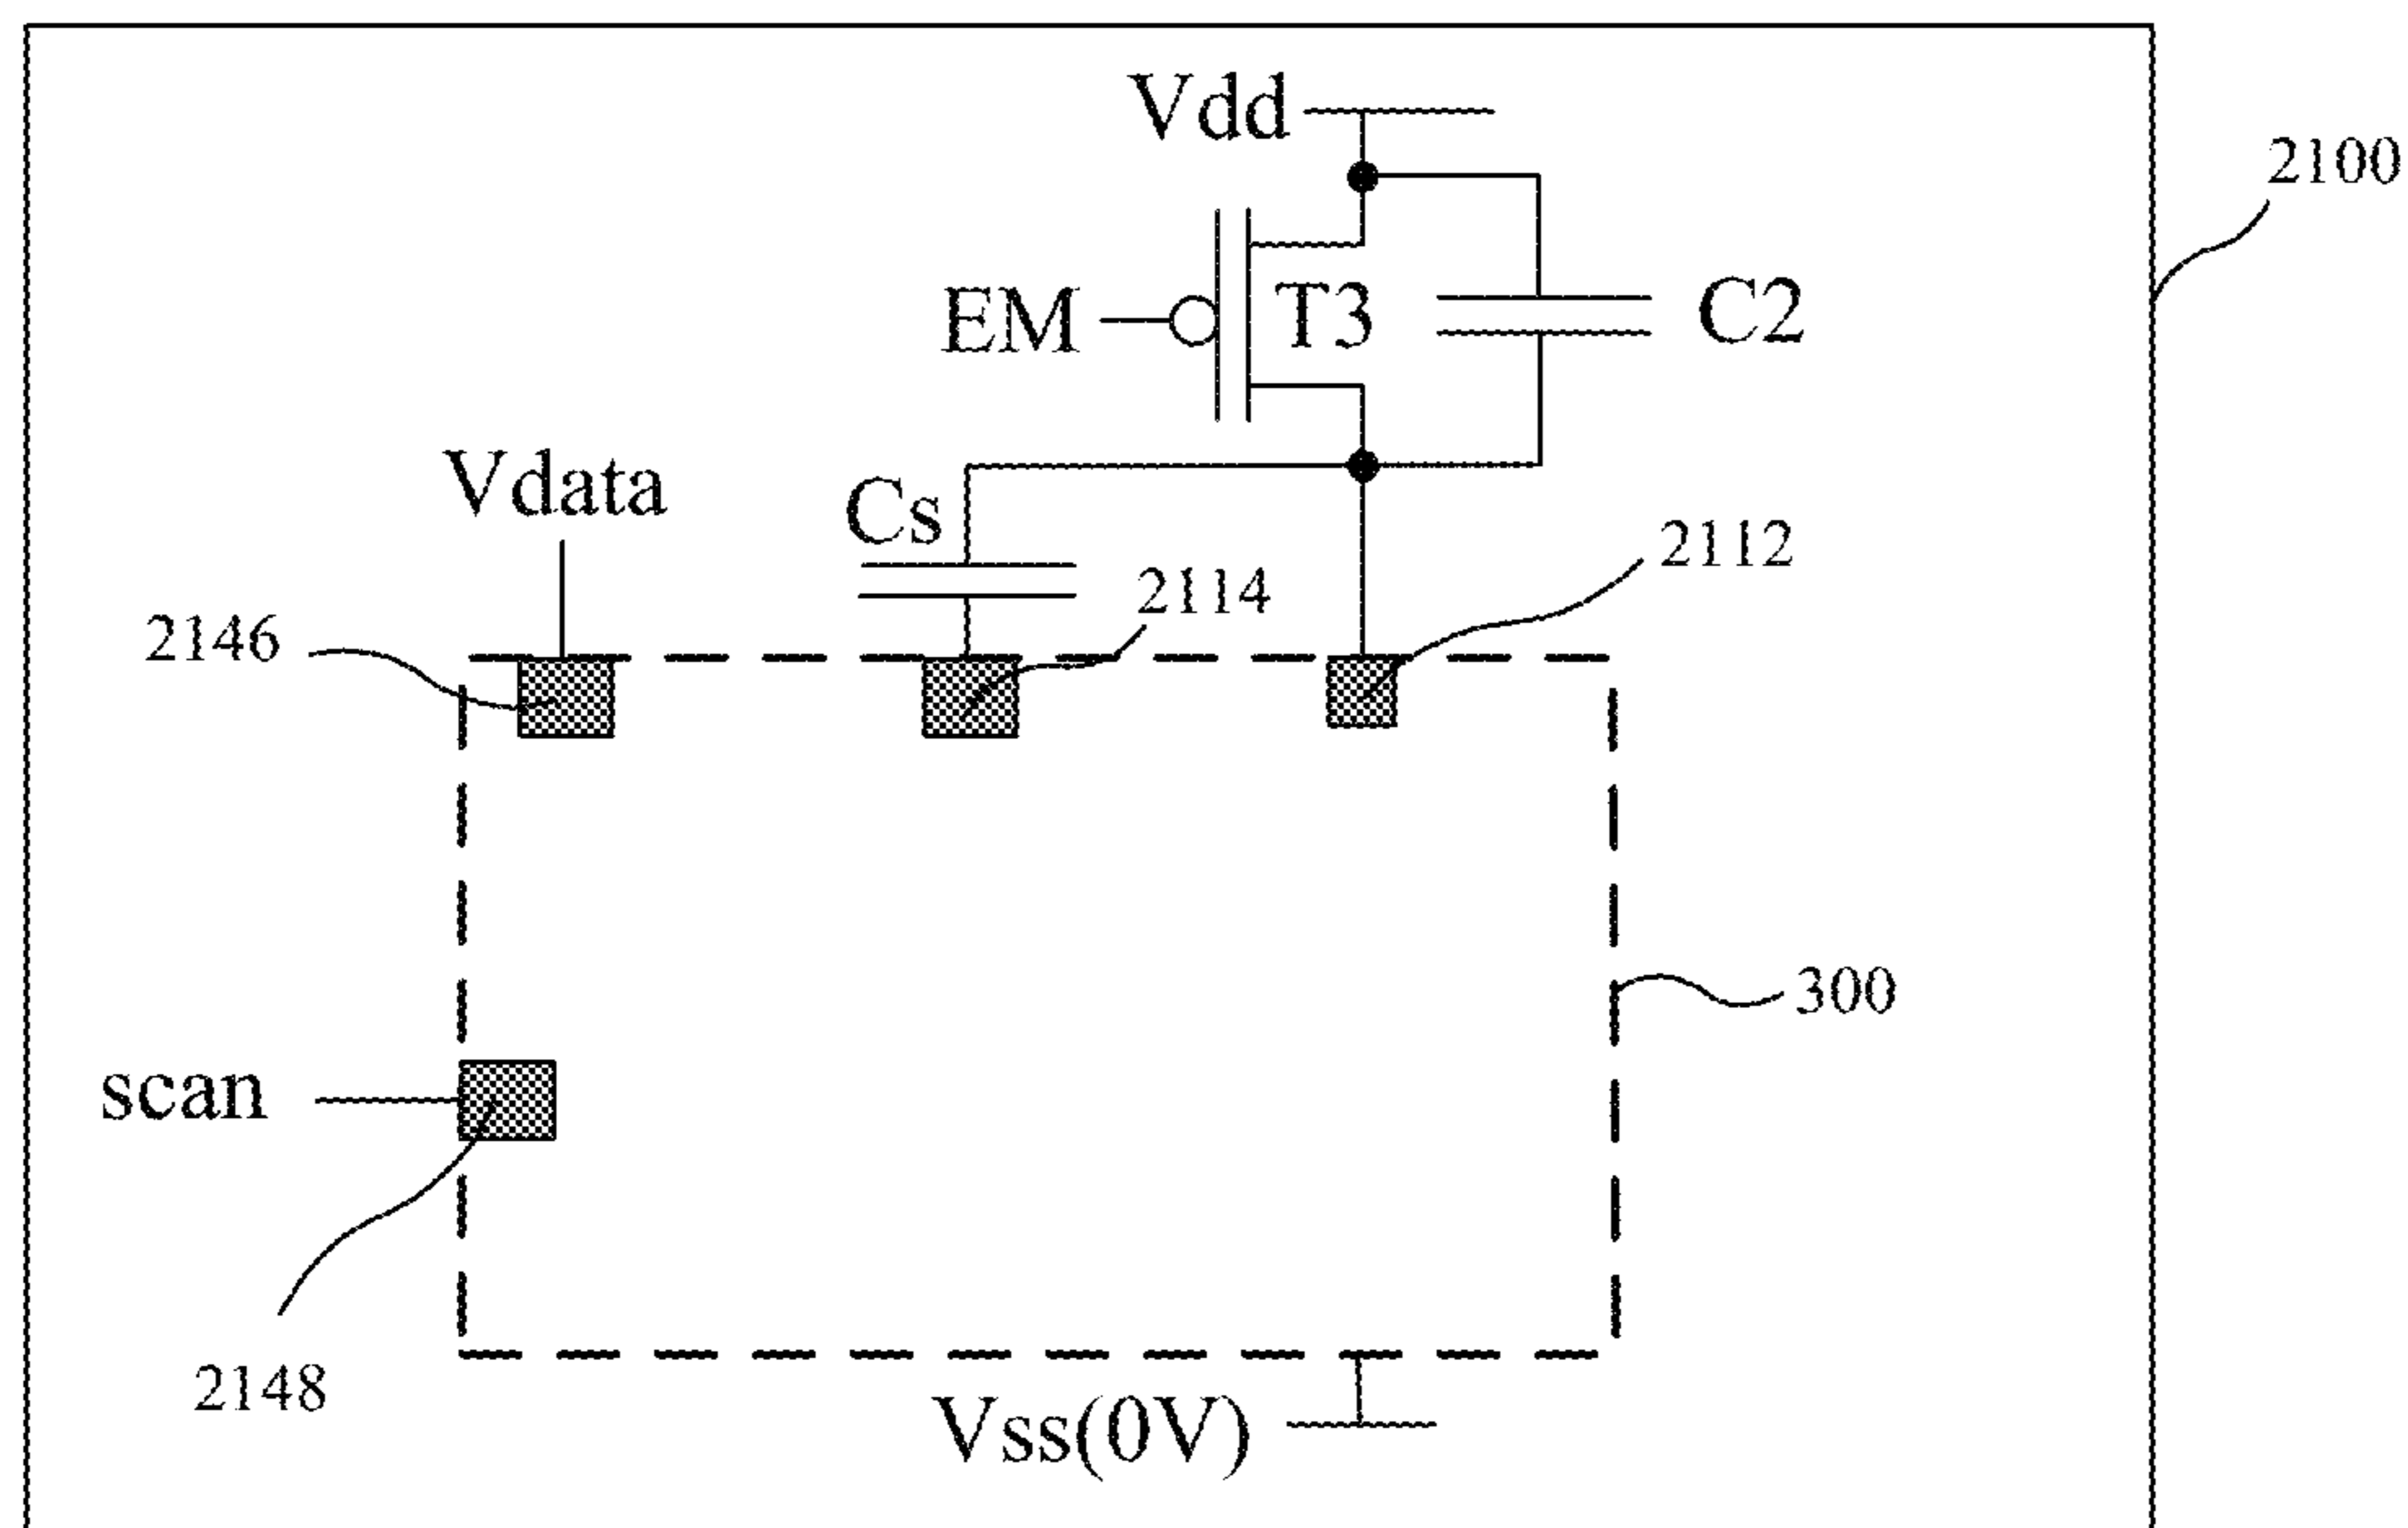 Vdd
2100
EM
T3
C2
Vdata
Cs
2112
2114
2146
300
scan
2148
Vss(0V)